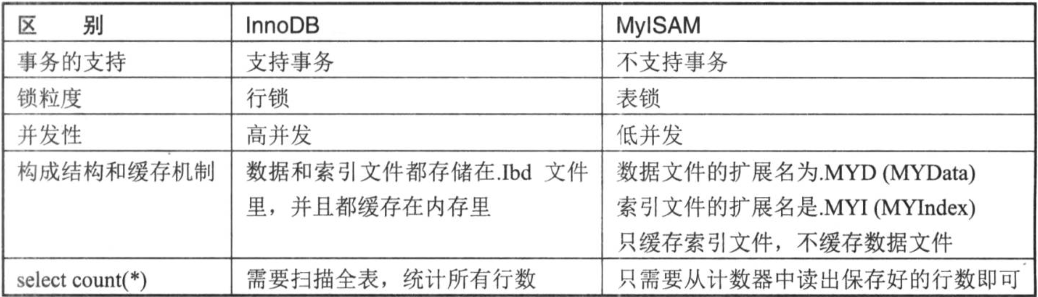 区 别 InnoDB MyISAM
事务的支持 支持事务 不支持事务
锁粒度 行锁 表锁
并发性 高并发 低并发
构成结构和缓存机制 数据和索引文件都存储在.Ibd 文件 数据文件的扩展名为.MYD (MYData)
里，并且都缓存在内存里 索引文件的扩展名是.MYI (MYIndex)
只缓存索引文件，不缓存数据文件
select count(*) 需要扫描全表，统计所有行数 只需要从计数器中读出保存好的行数即可